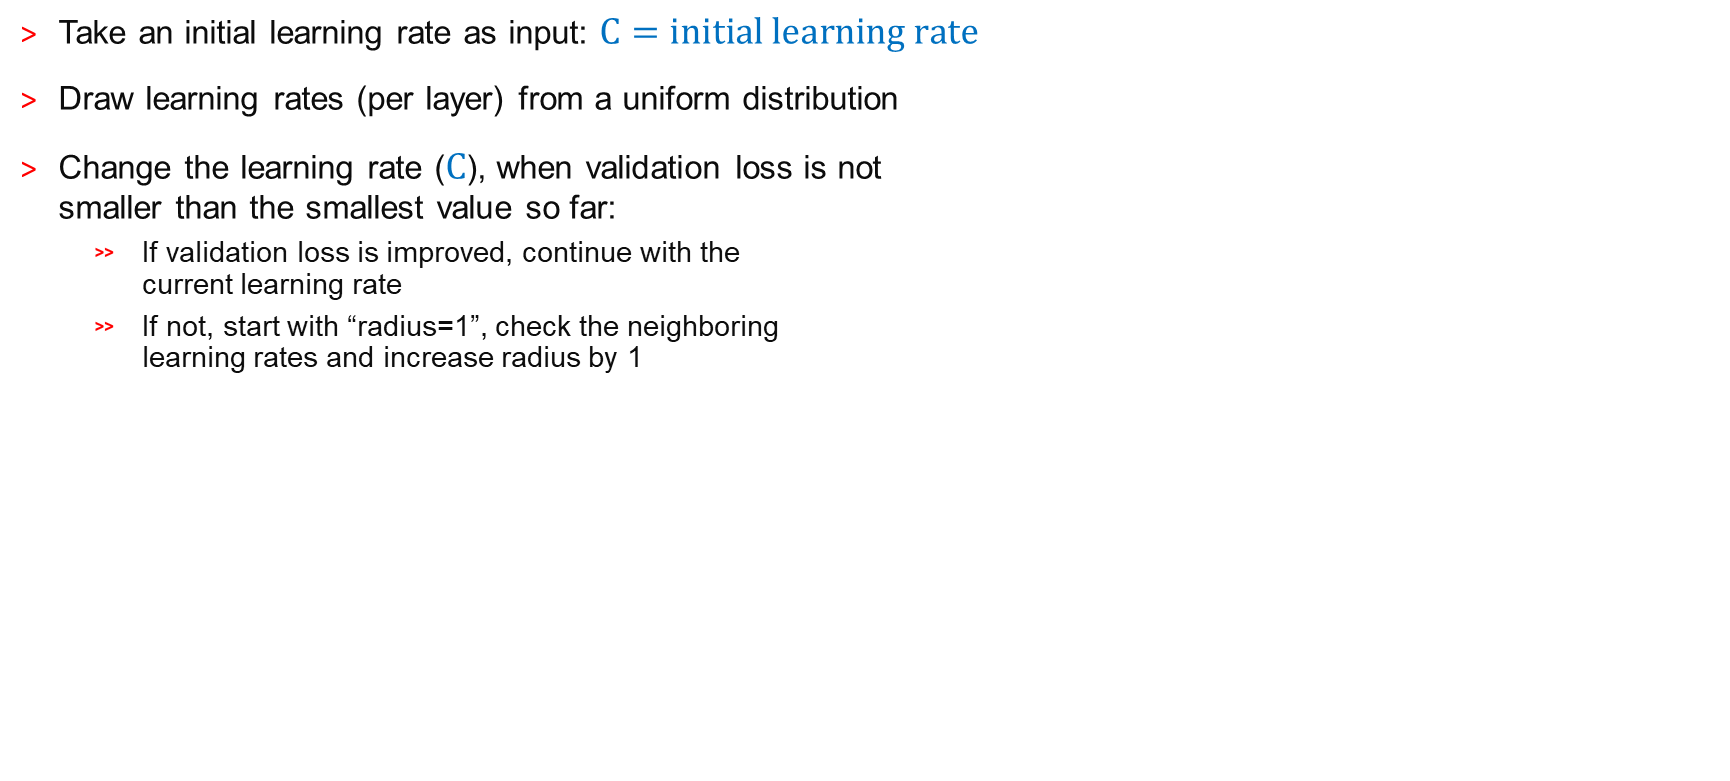 > Take an initial learning rate as input: C = initial learning rate
> Draw learning rates (per layer) from a uniform distribution
> Change the learning rate (C), when validation loss is not
smaller than the smallest value so far:
>> If validation loss is improved, continue with the
current learning rate
>> If not, start with “radius=1”, check the neighboring
learning rates and increase radius by 1